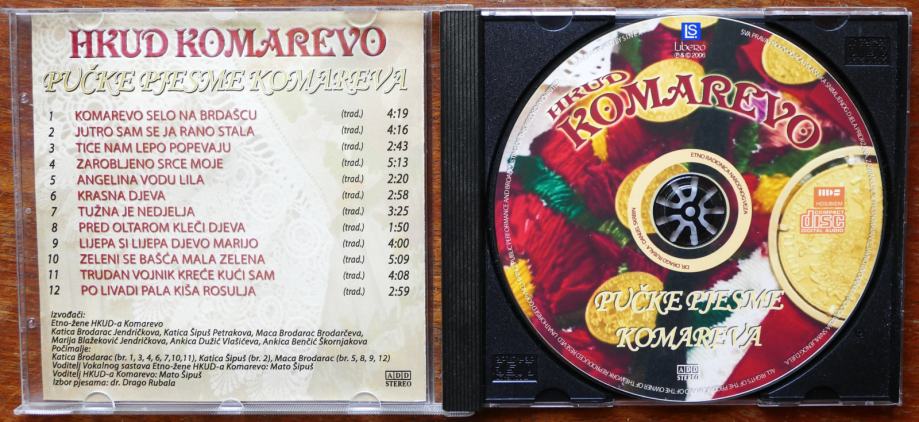 HKUD KOMAREVO
PUČKE PJESME KOMAREVA
1 KOMAREVO SELO NA BRDAŠCU (trad.) 4:19
2 JUTRO SAM SE JA RANO STALA (trad.) 4:16
3 TICE NAM LEPO POPEVAJU (trad.) 2:43
4 ZAROBLJENO SRCE MOJE (trad.) 5:13
5 ANGELINA VODU LILA (trad.) 2:20
6 KRASNA DJEVA (trad.) 2:58
7 TUŽNA JE NEDJELJA (trad.) 3:25
8 PRED OLTAROM KLEČI DJEVA (trad.) 1:50
9 LIJEPA SI LIJEPA DJEVO MARIJO (trad.) 4:00
10 ZELENI SE BAŠČA MALA ZELENA (trad.) 5:09
11 TRUDAN VOJNIK KREĆE KUĆI SAM (trad.) 4:08
12 PO LIVADI PALA KIŠA ROSULJA (trad.) 2:59
Izvođači:
Etno-žene HKUD-a Komarevo
Katica Brodarac Jendričkova, Katica Šipuš Petrakova, Maca Brodarac Brodarčeva,
Marija Blažeković Jendričkova, Ankica Dužić Vlašićeva, Ankica Benčić Škornjakova
Počimalje:
Katica Brodarac (br. 1, 3, 4, 6, 7,10,11), Katica Šipuš (br. 2), Maca Brodarac (br. 5, 8, 9, 12)
Voditelj Vokalnog sastava Etno-žene HKUD-a Komarevo: Mato Šipuš
Voditelj HKUD-a Komarevo: Mato Šipuš
Izbor pjesama: dr. Drago Rubala
ADD
STEREO
LS
Libero
℗ & © 2006
HKUD
KOMAREVO
ETNO RADIONICA NARODNOG VEZA
HDS
COMPACT
disc
DIGITAL AUDIO
PUČKE PJESME
KOMAREVA
ADD
STEREO